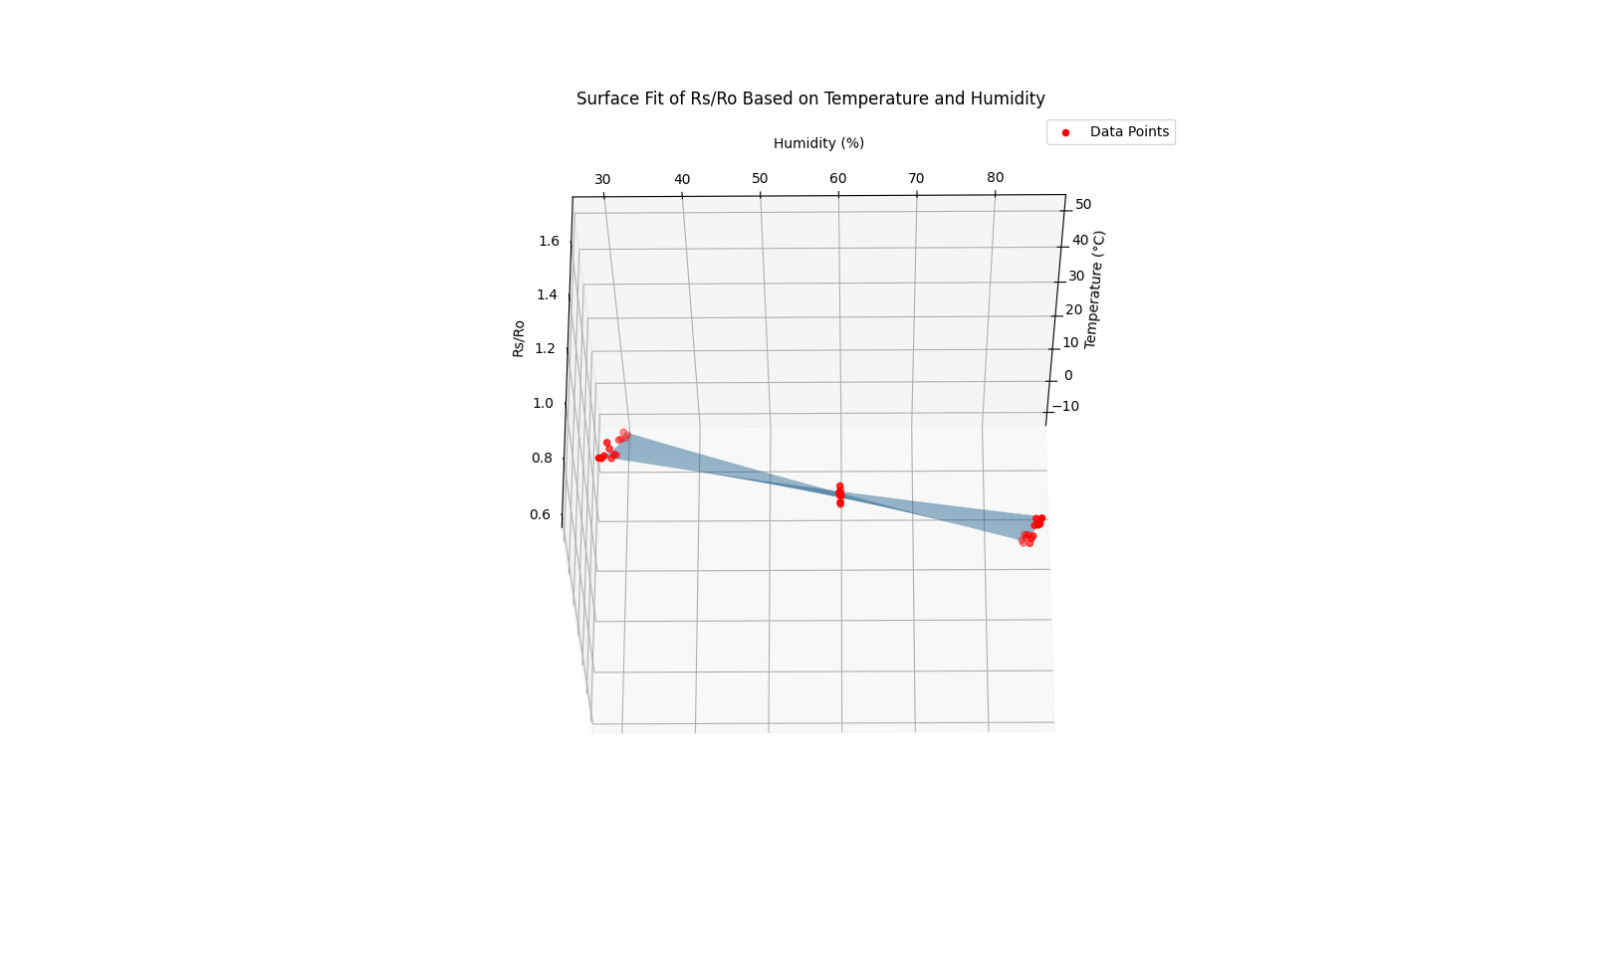 Surface Fit of Rs/Ro Based on Temperature and Humidity
Data Points
Humidity (%)
30 40 50 60 70 80
50
40
30
20
10
0
−10
Temperature (°C)
1.6
1.4
1.2
1.0
0.8
0.6
Rs/Ro